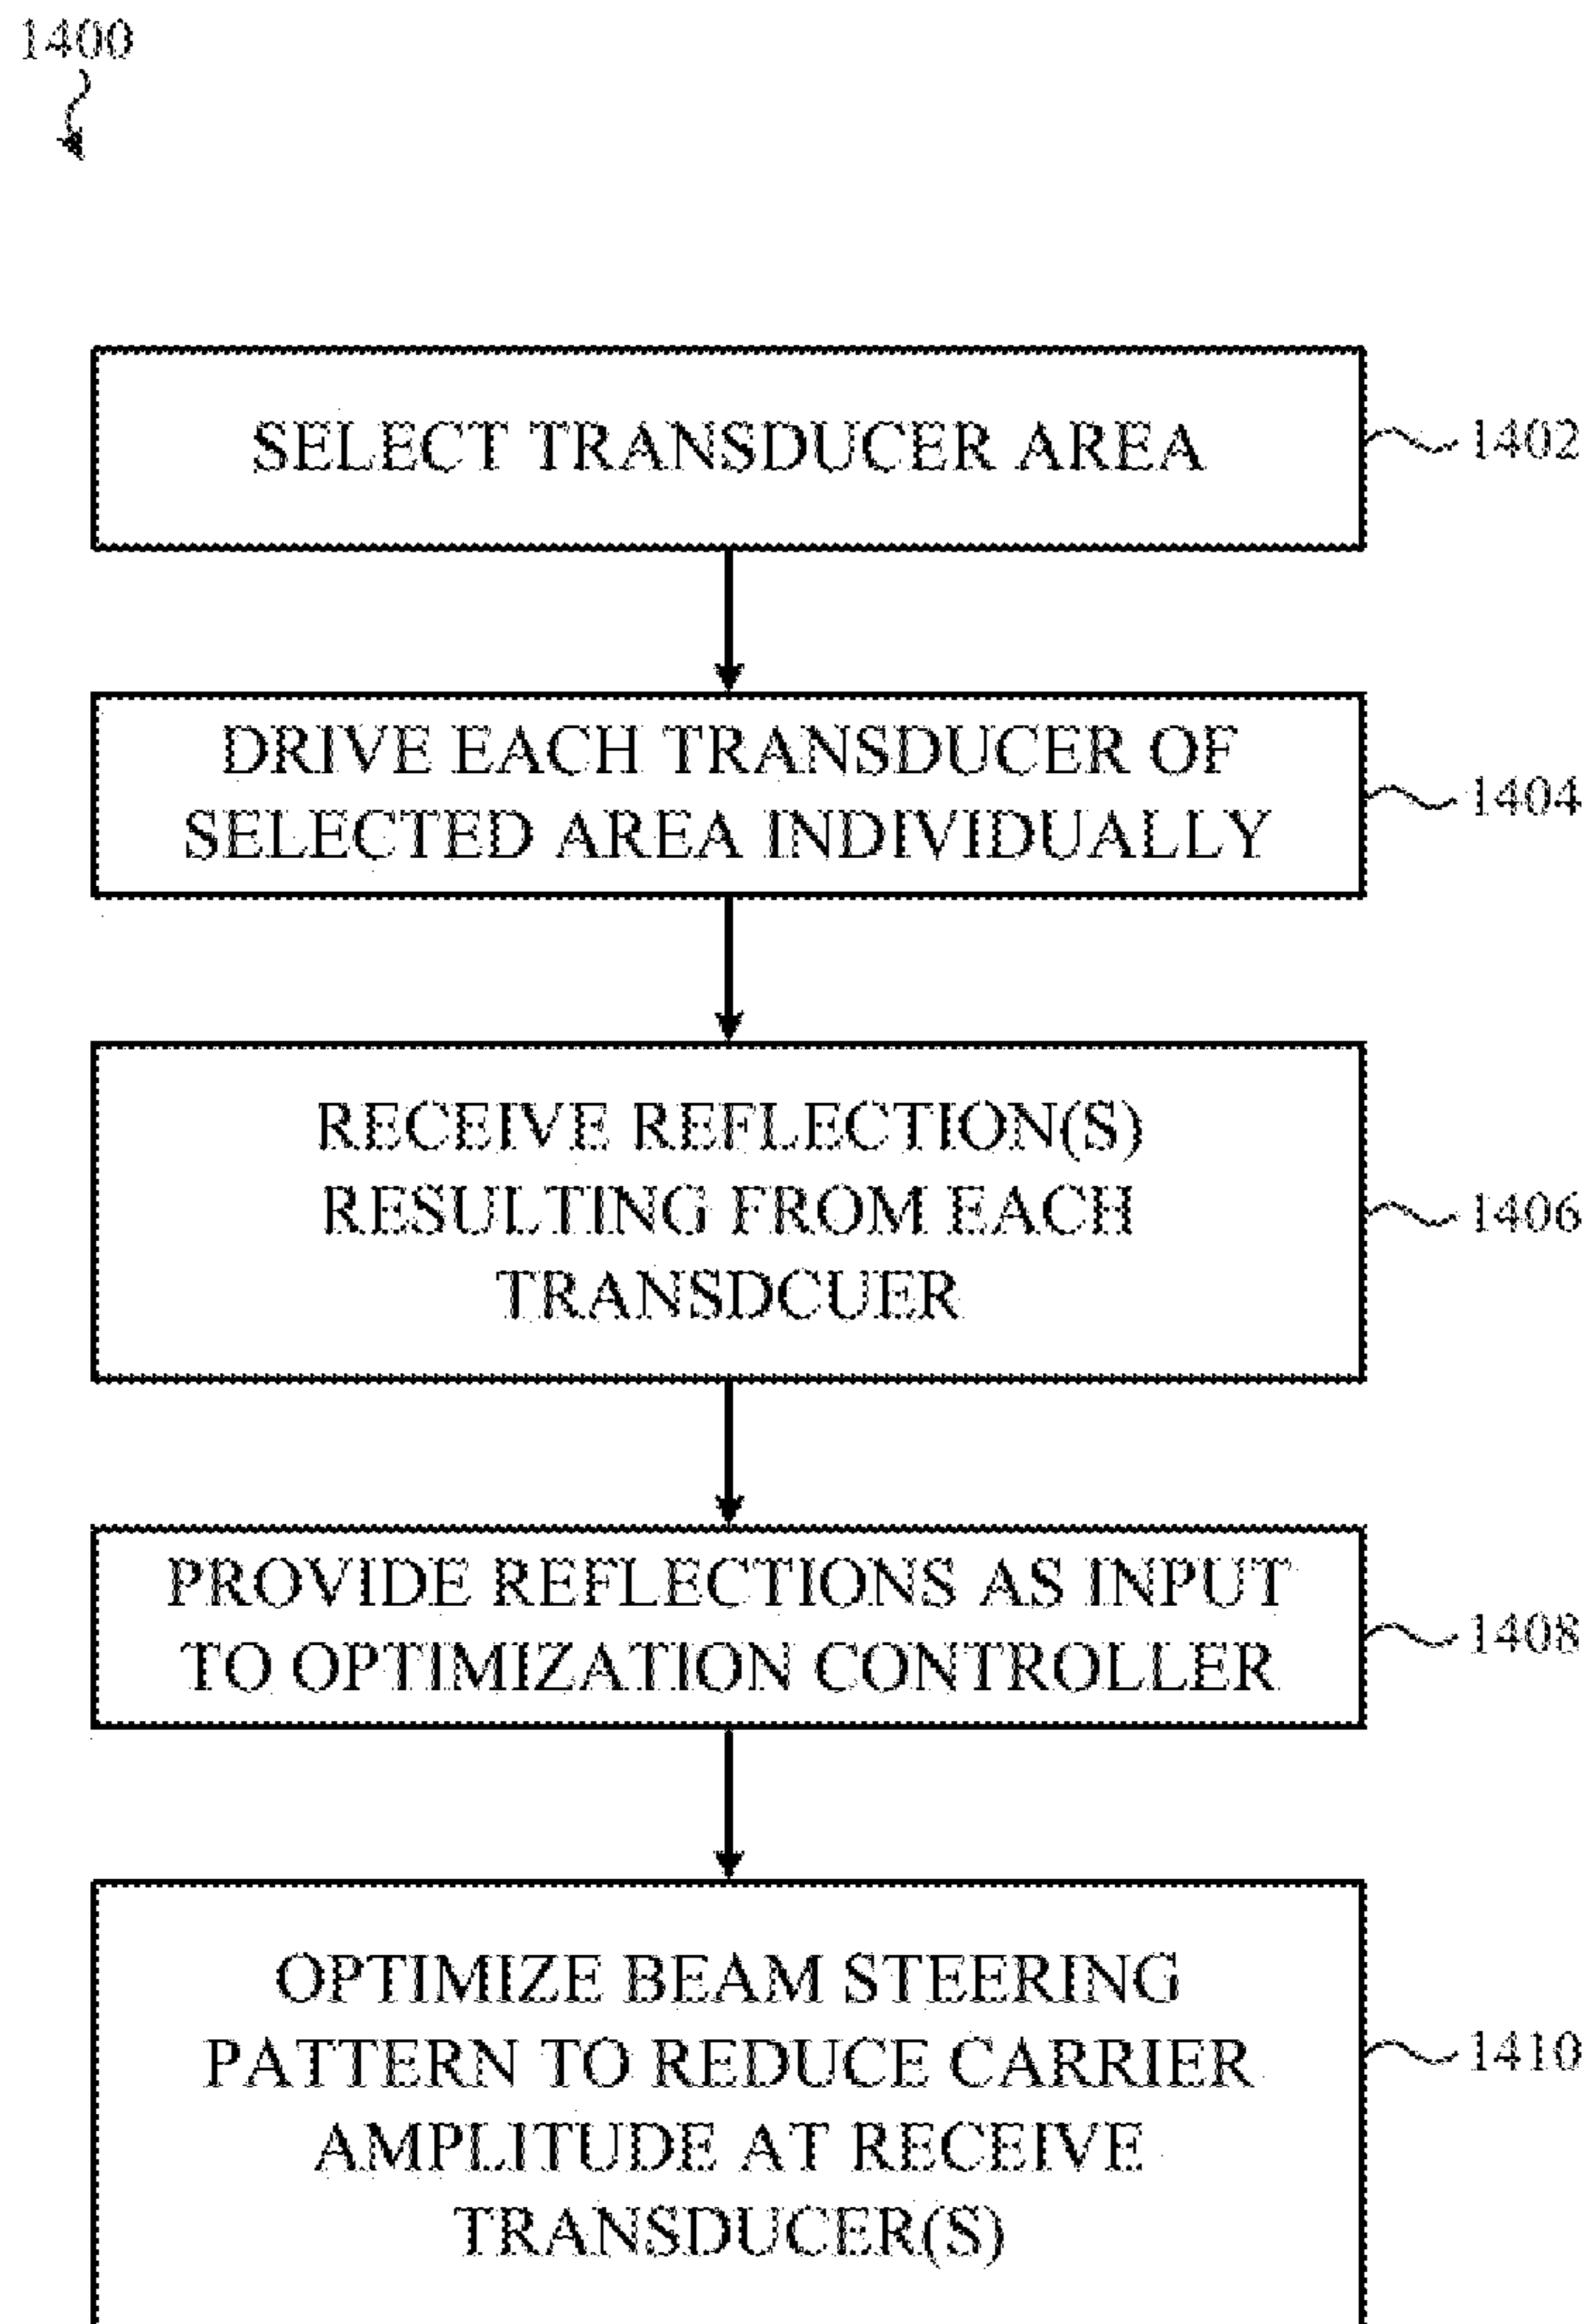 1400
SELECT TRANSDUCER AREA
1402
DRIVE EACH TRANSDUCER OF
SELECTED AREA INDIVIDUALLY
1404
RECEIVE REFLECTION(S)
RESULTING FROM EACH
TRANSDCUER
1406
PROVIDE REFLECTIONS AS INPUT
TO OPTIMIZATION CONTROLLER
1408
OPTIMIZE BEAM STEERING
PATTERN TO REDUCE CARRIER
AMPLITUDE AT RECEIVE
TRANSDUCER(S)
1410